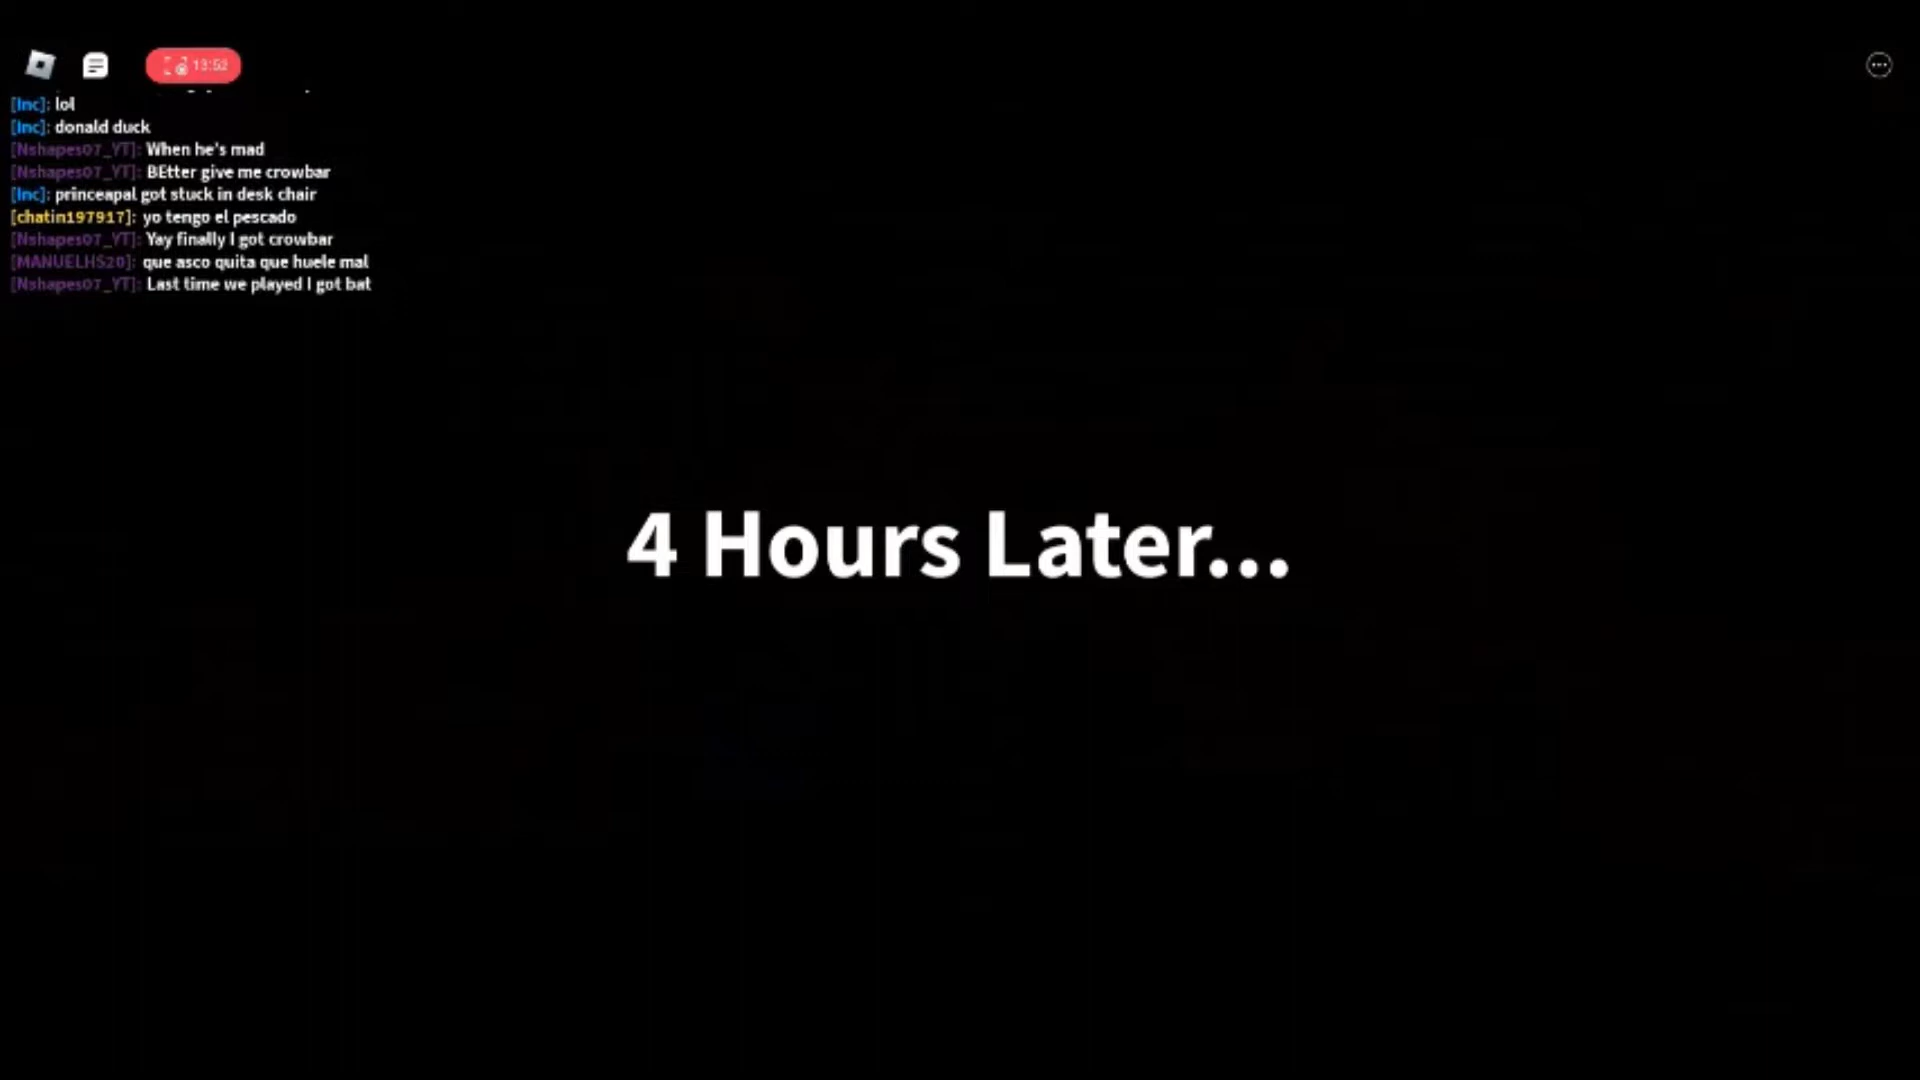 13:52
[Inc]: lol
[Inc]: donald duck
[Nshapes07_YT]: When he's mad
[Nshapes07_YT]: BEtter give me crowbar
[Inc]: princeapal got stuck in desk chair
[chatin197917]: yo tengo el pescado
[Nshapes07_YT]: Yay finally I got crowbar
[MANUELHS20]: que asco quita que huele mal
[Nshapes07_YT]: Last time we played I got bat
4 Hours Later...